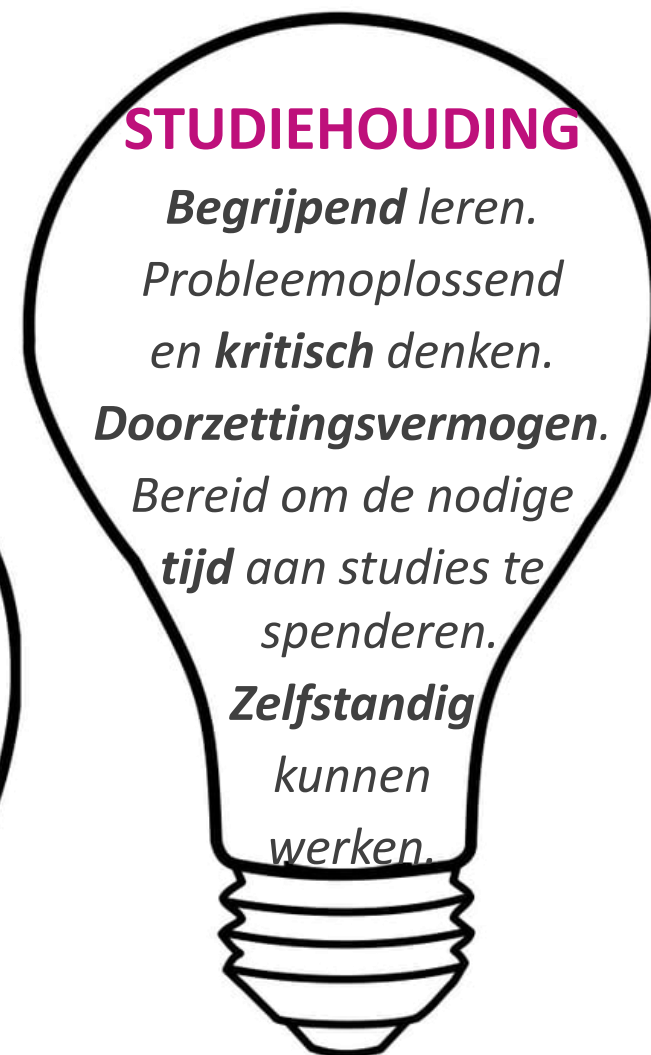 STUDIEHOUDING
Begrijpend leren.
Probleemoplossend
en kritisch denken.
Doorzettingsvermogen.
Bereid om de nodige
tijd aan studies te
spenderen.
Zelfstandig
kunnen
werken.